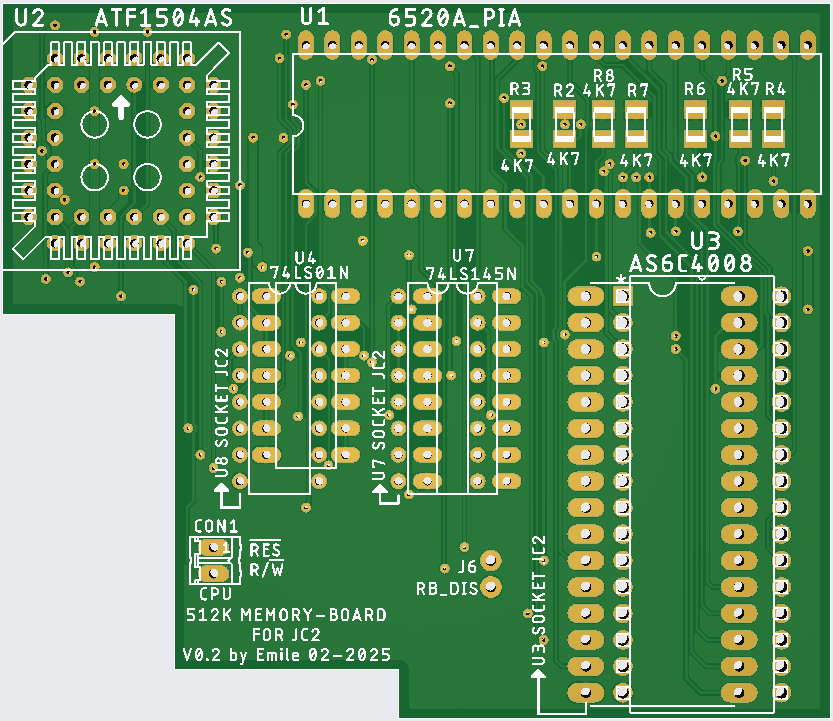 U2 ATF1504AS
U1 6520A_PIA
R3
R2
R8
4K7
R7
R6
R5
4K7
R4
4K7
4K7
4K7
4K7
4K7
U3
AS6C4008
*
U4
74LS01N
U7
74LS145N
U8 SOCKET JC2
U7 SOCKET JC2
U3 SOCKET JC2
CON1
1
RES
R/W
CPU
J6
RB_DIS
512K MEMORY-BOARD
FOR JC2
V0.2 by Emile 02-2025